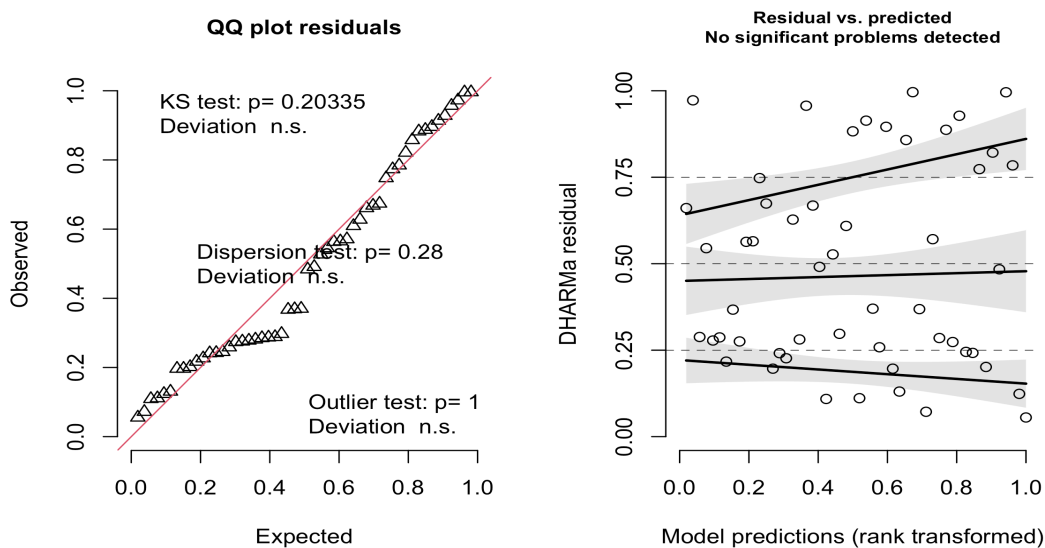 QQ plot residuals
KS test: p= 0.20335
Deviation n.s.
Dispersion test: p= 0.28
Deviation n.s.
Outlier test: p= 1
Deviation n.s.
Observed
0.0 0.2 0.4 0.6 0.8 1.0
0.0 0.2 0.4 0.6 0.8 1.0
Expected
Residual vs. predicted
No significant problems detected
DHARMa residual
0.00 0.25 0.50 0.75 1.00
0.0 0.2 0.4 0.6 0.8 1.0
Model predictions (rank transformed)